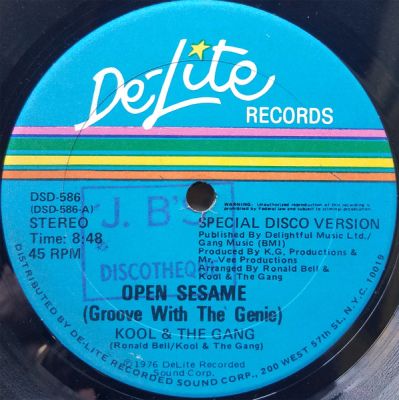 De-Lite
RECORDS
DSD-586
(DSD-586-A)
STEREO
Time: 8:48
45 RPM
J. B'S
DISCOTHEQ
WARNING: Unauthorized reproduction of this recording
is prohibited by Federal law and subject to criminal prosecution.
SPECIAL DISCO VERSION
Published By Delightful Music Ltd./
Gang Music (BMI)
Produced By K.G. Productions &
Mr. Vee Productions
Arranged By Ronald Bell &
Kool & The Gang
OPEN SESAME
(Groove With The Genie)
KOOL & THE GANG
(Ronald Bell/Kool & The Gang)
℗1976 De-Lite Recorded
Sound Corp.
DISTRIBUTED BY DE-LITE RECORDED SOUND CORP., 200 WEST 57th St., N.Y.C. 10019